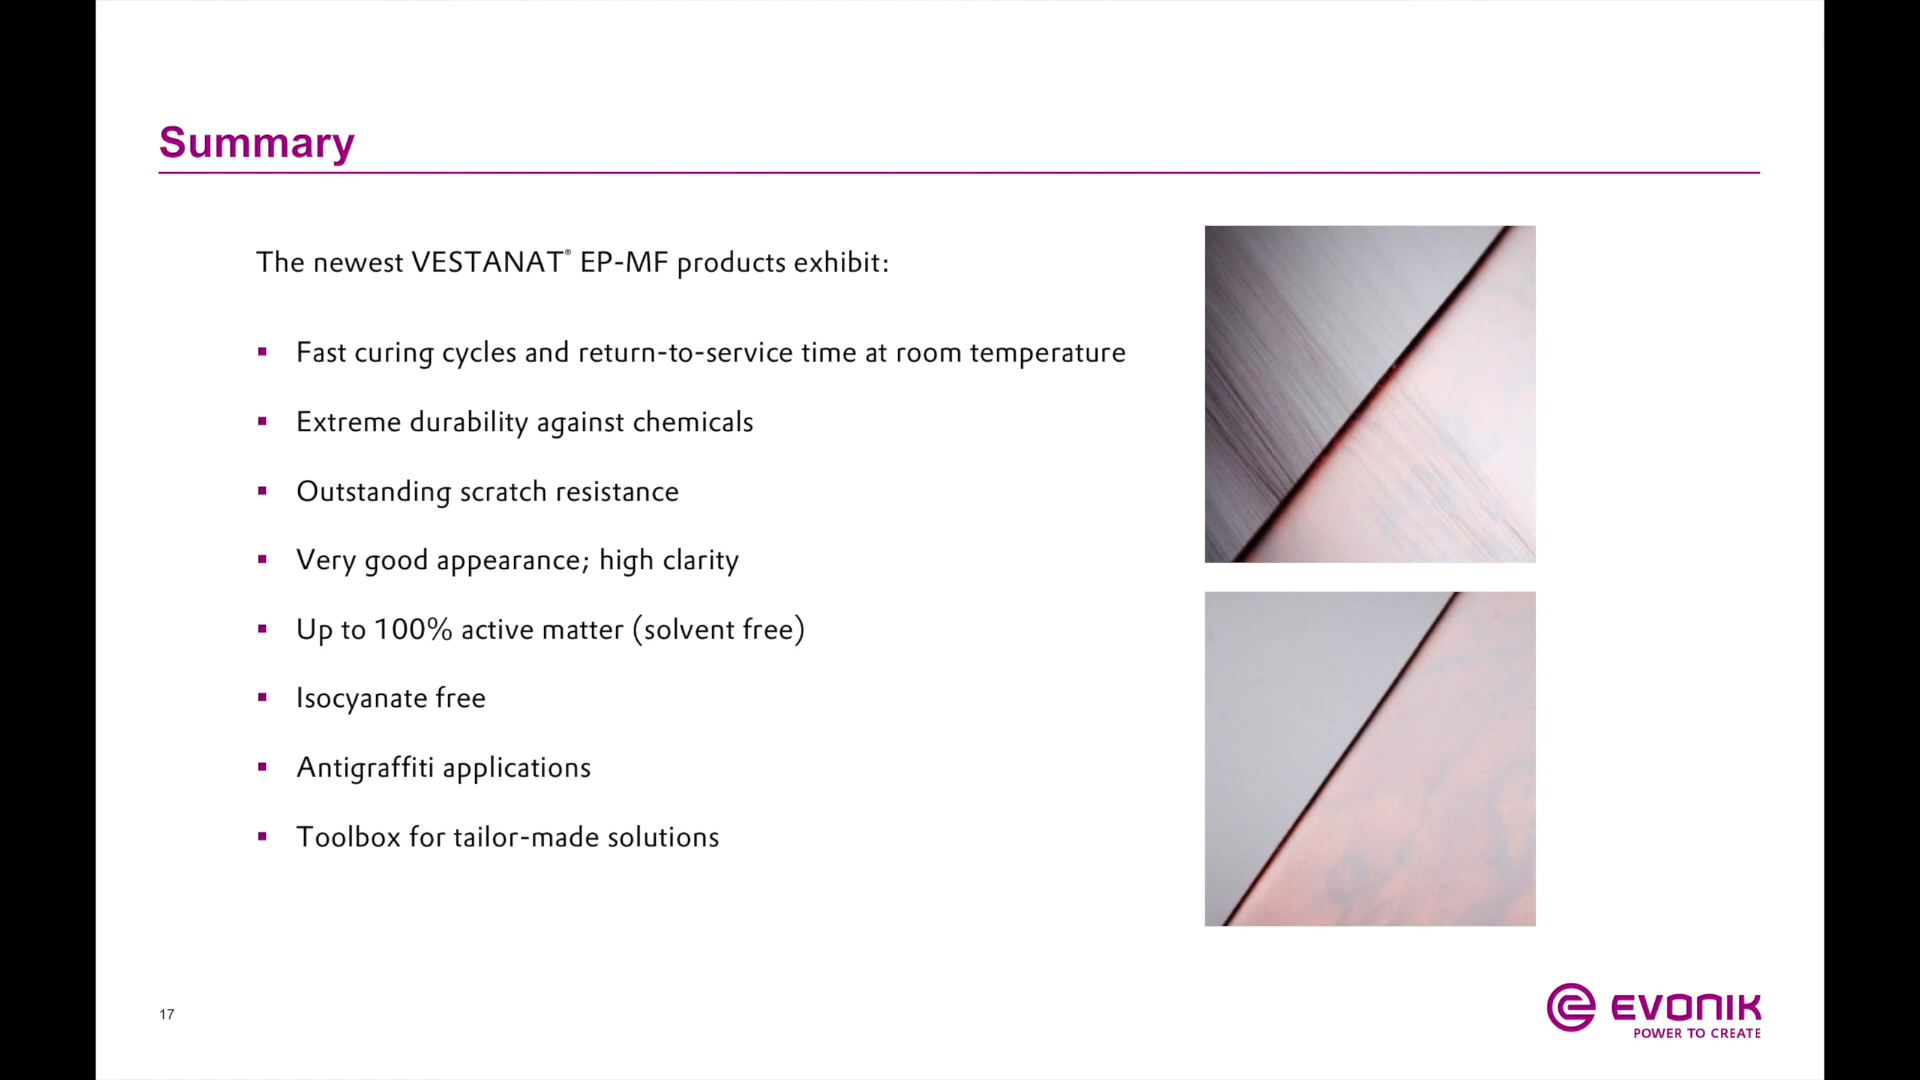 Summary
The newest VESTANAT® EP-MF products exhibit:
▪ Fast curing cycles and return-to-service time at room temperature
▪ Extreme durability against chemicals
▪ Outstanding scratch resistance
▪ Very good appearance; high clarity
▪ Up to 100% active matter (solvent free)
▪ Isocyanate free
▪ Antigraffiti applications
▪ Toolbox for tailor-made solutions
17
EVONIK
POWER TO CREATE